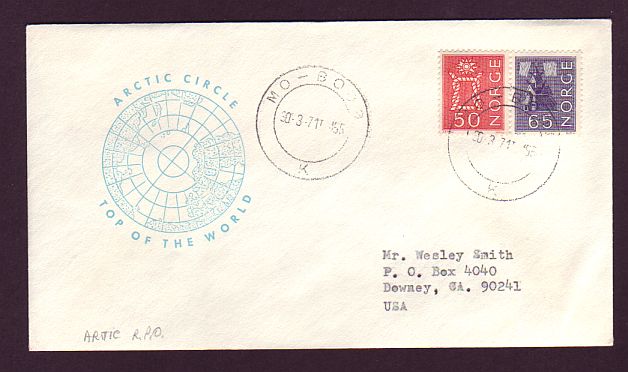 ARCTIC CIRCLE
TOP OF THE WORLD
MO-BODØ
30-3-71
K
50 NORGE
65 NORGE
30-3-71
K
Mr. Wesley Smith
P. O. Box 4040
Downey, CA. 90241
USA
ARTIC R.P.O.